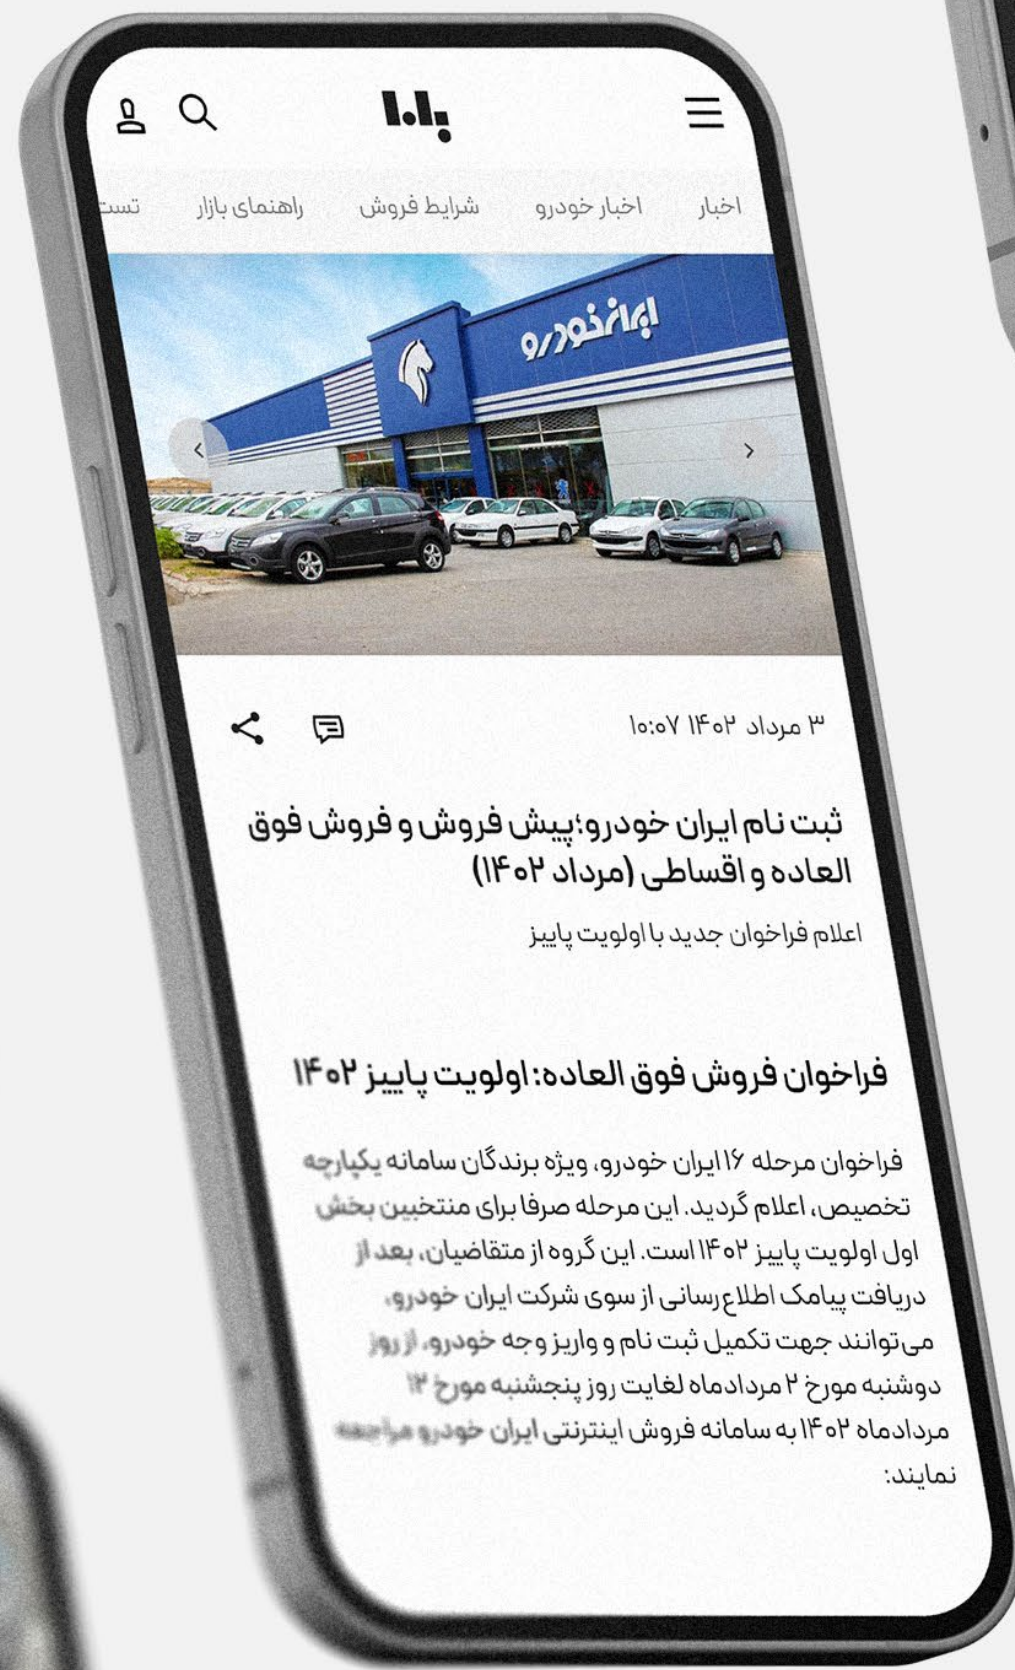 باما
اخبار اخبار خودرو شرایط فروش راهنمای بازار تست
ایران‌خودرو
۳ مرداد ۱۴۰۲ ۱۰:۰۷
ثبت نام ایران خودرو؛پیش فروش و فروش فوق
العاده و اقساطی (مرداد ۱۴۰۲)
اعلام فراخوان جدید با اولویت پاییز
فراخوان فروش فوق العاده: اولویت پاییز ۱۴۰۲
فراخوان مرحله ۱۶ ایران خودرو، ویژه برندگان سامانه یکپارچه
تخصیص، اعلام گردید. این مرحله صرفا برای منتخبین بخش
اول اولویت پاییز ۱۴۰۲ است. این گروه از متقاضیان، بعد از
دریافت پیامک اطلاع‌رسانی از سوی شرکت ایران خودرو،
می‌توانند جهت تکمیل ثبت نام و واریز وجه خودرو، از روز
دوشنبه مورخ ۲ مردادماه لغایت روز پنجشنبه مورخ ۱۲
مردادماه ۱۴۰۲ به سامانه فروش اینترنتی ایران خودرو مراجعه
نمایند: